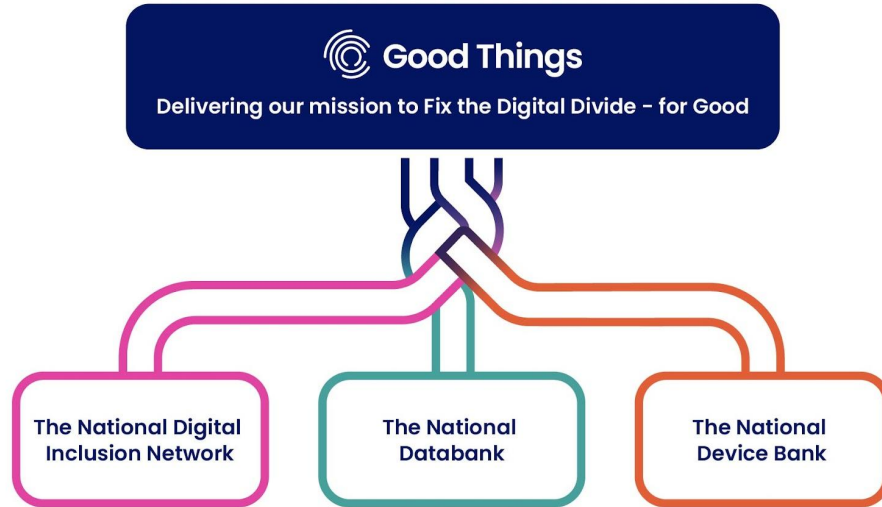 Good Things
Delivering our mission to Fix the Digital Divide - for Good
The National Digital
Inclusion Network
The National
Databank
The National
Device Bank